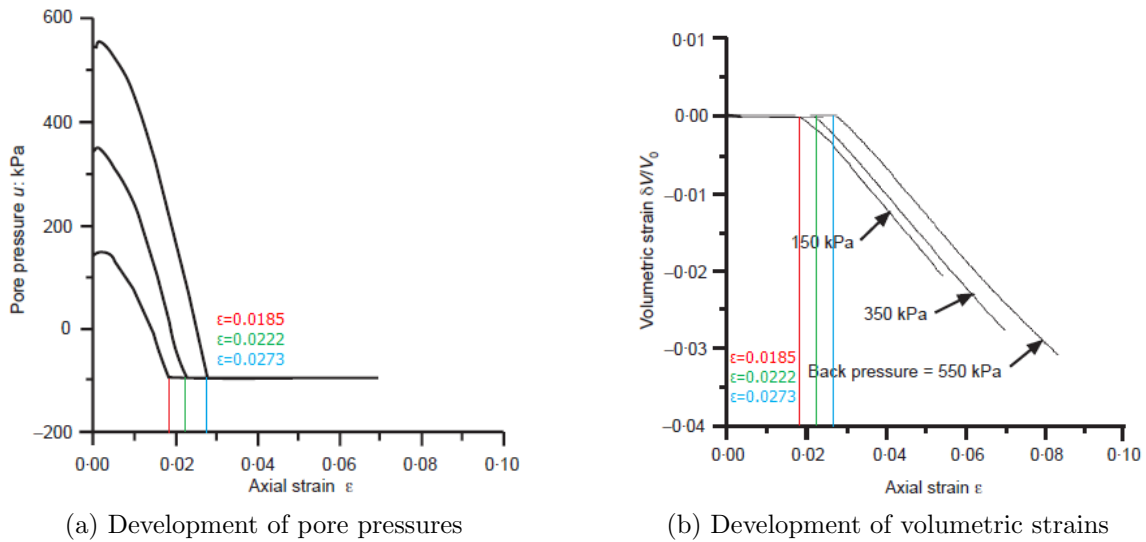 600
400
200
0
−200
Pore pressure u: kPa
ε=0.0185
ε=0.0222
ε=0.0273
0·00
0·02
0·04
0·06
0·08
0·10
Axial strain ε
(a) Development of pore pressures
0·01
0·00
−0·01
−0·02
−0·03
−0·04
Volumetric strain δV/V0
150 kPa
350 kPa
Back pressure = 550 kPa
ε=0.0185
ε=0.0222
ε=0.0273
0·00
0·02
0·04
0·06
0·08
0·10
Axial strain ε
(b) Development of volumetric strains